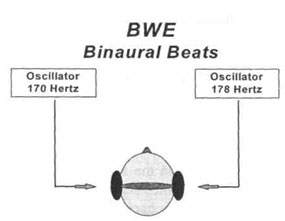 BWE
Binaural Beats
Oscillator
170 Hertz
Oscillator
178 Hertz